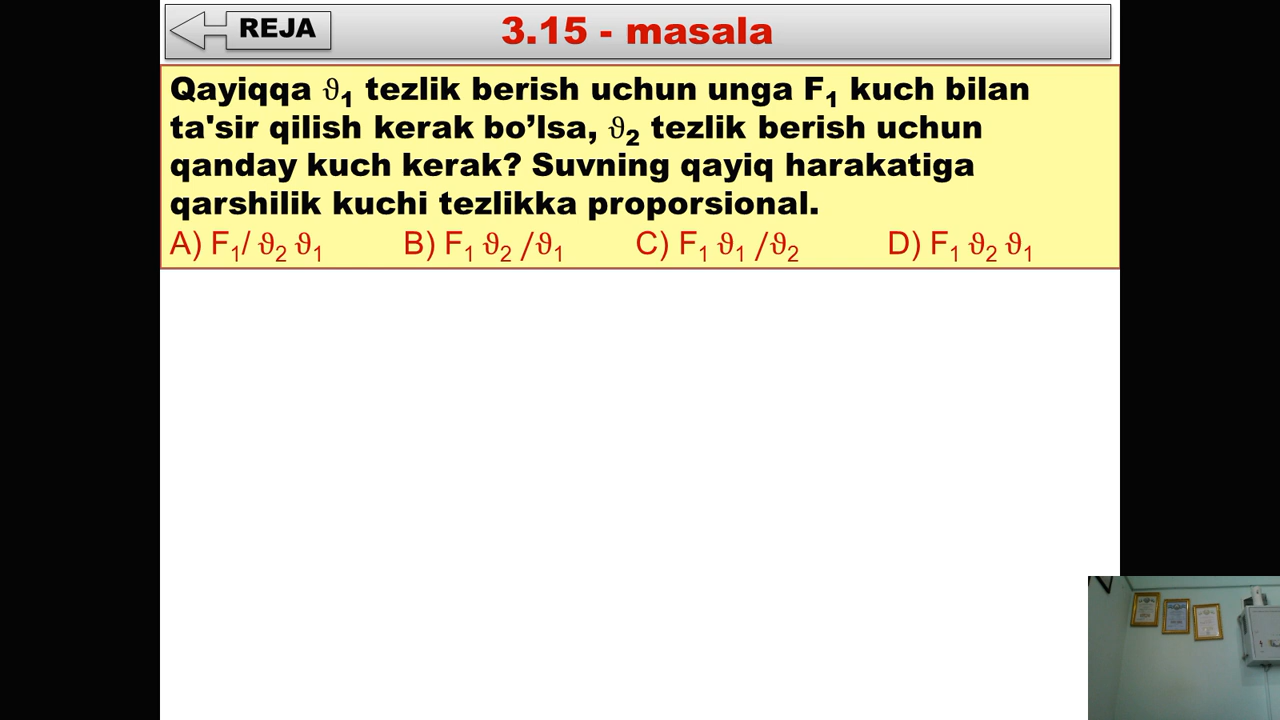 REJA
3.15 - masala
Qayiqqa ϑ₁ tezlik berish uchun unga F₁ kuch bilan
ta'sir qilish kerak bo’lsa, ϑ₂ tezlik berish uchun
qanday kuch kerak? Suvning qayiq harakatiga
qarshilik kuchi tezlikka proporsional.
A) F₁/ ϑ₂ ϑ₁ B) F₁ ϑ₂ /ϑ₁ C) F₁ ϑ₁ /ϑ₂ D) F₁ ϑ₂ ϑ₁